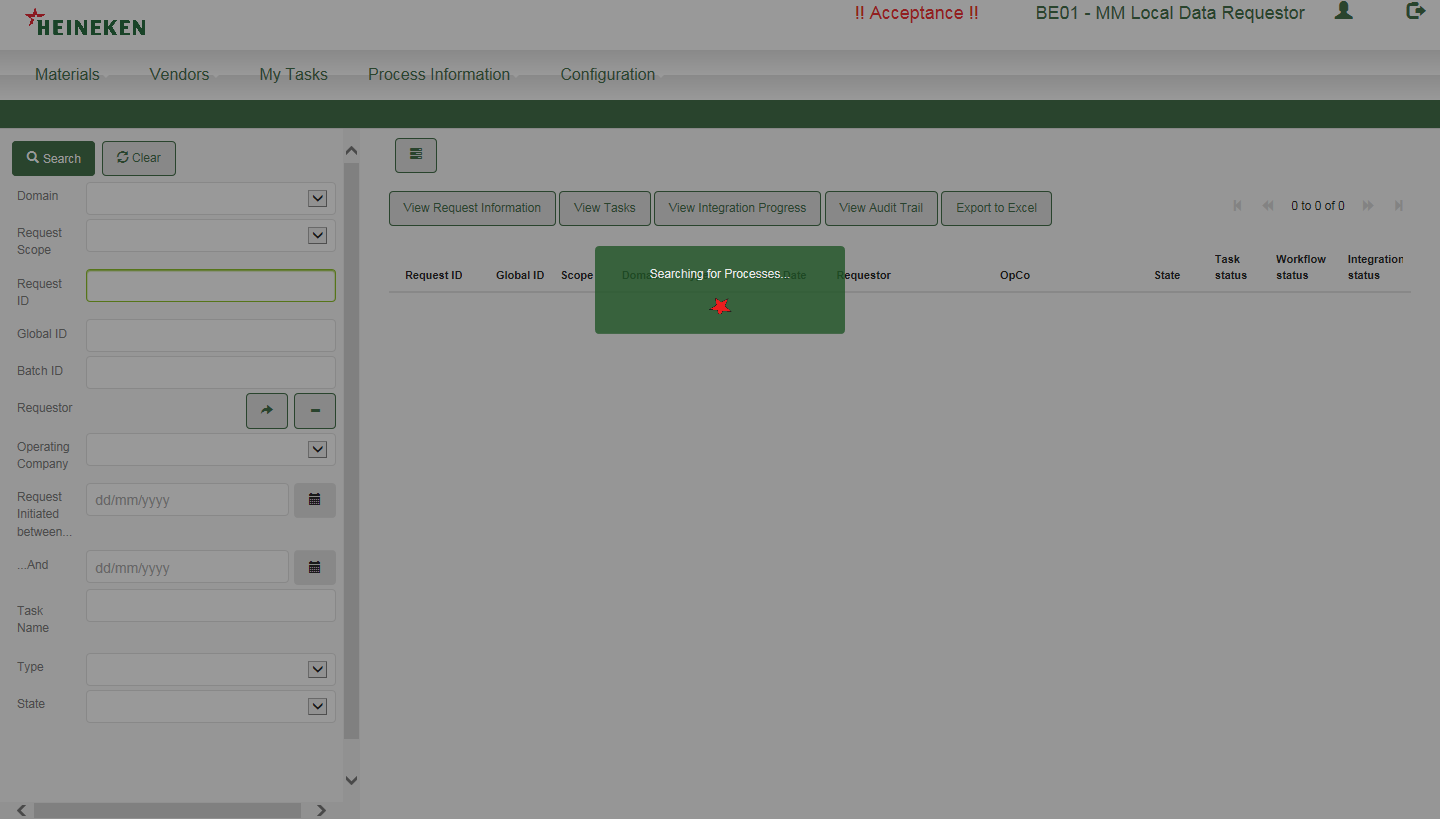 HEINEKEN
!! Acceptance !!
BE01 - MM Local Data Requestor
Materials
Vendors
My Tasks
Process Information
Configuration
Search
Clear
Domain
Request
Scope
Request
ID
Global ID
Batch ID
Requestor
Operating
Company
Request
Initiated
between...
dd/mm/yyyy
...And
dd/mm/yyyy
Task
Name
Type
State
View Request Information
View Tasks
View Integration Progress
View Audit Trail
Export to Excel
0 to 0 of 0
Request ID
Global ID
Scope
Searching for Processes...
Requestor
OpCo
State
Task
status
Workflow
status
Integration
status